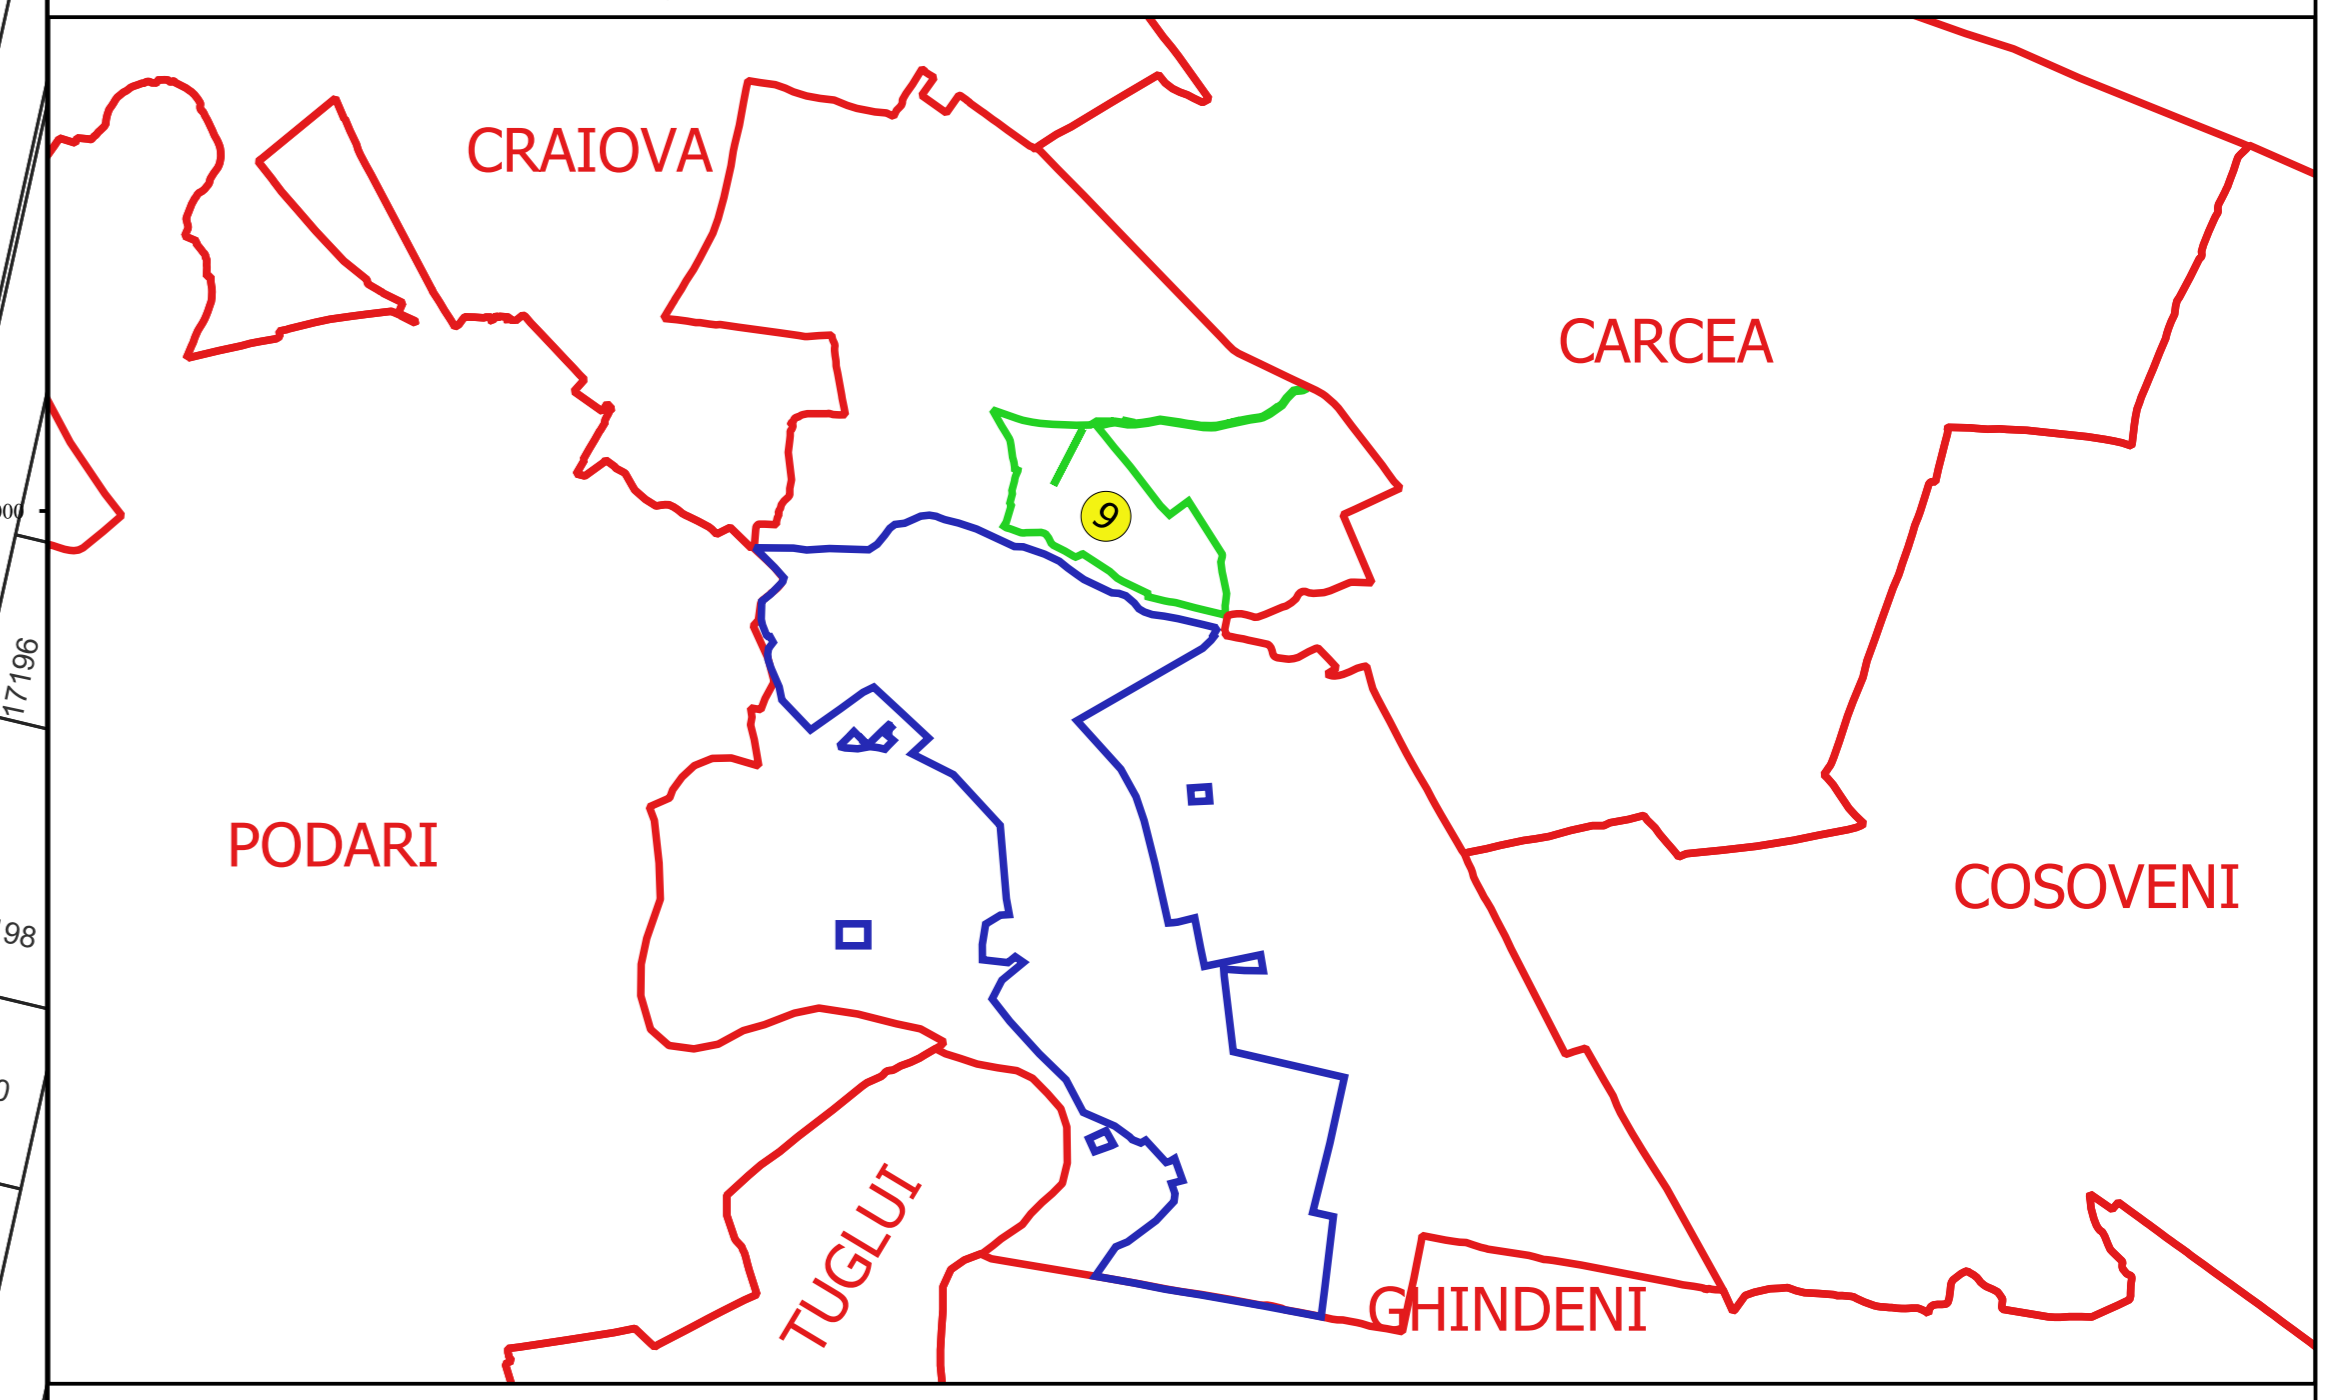 CRAIOVA
CARCEA
9
17196
PODARI
COSOVENI
98
TUGLUI
GHINDENI